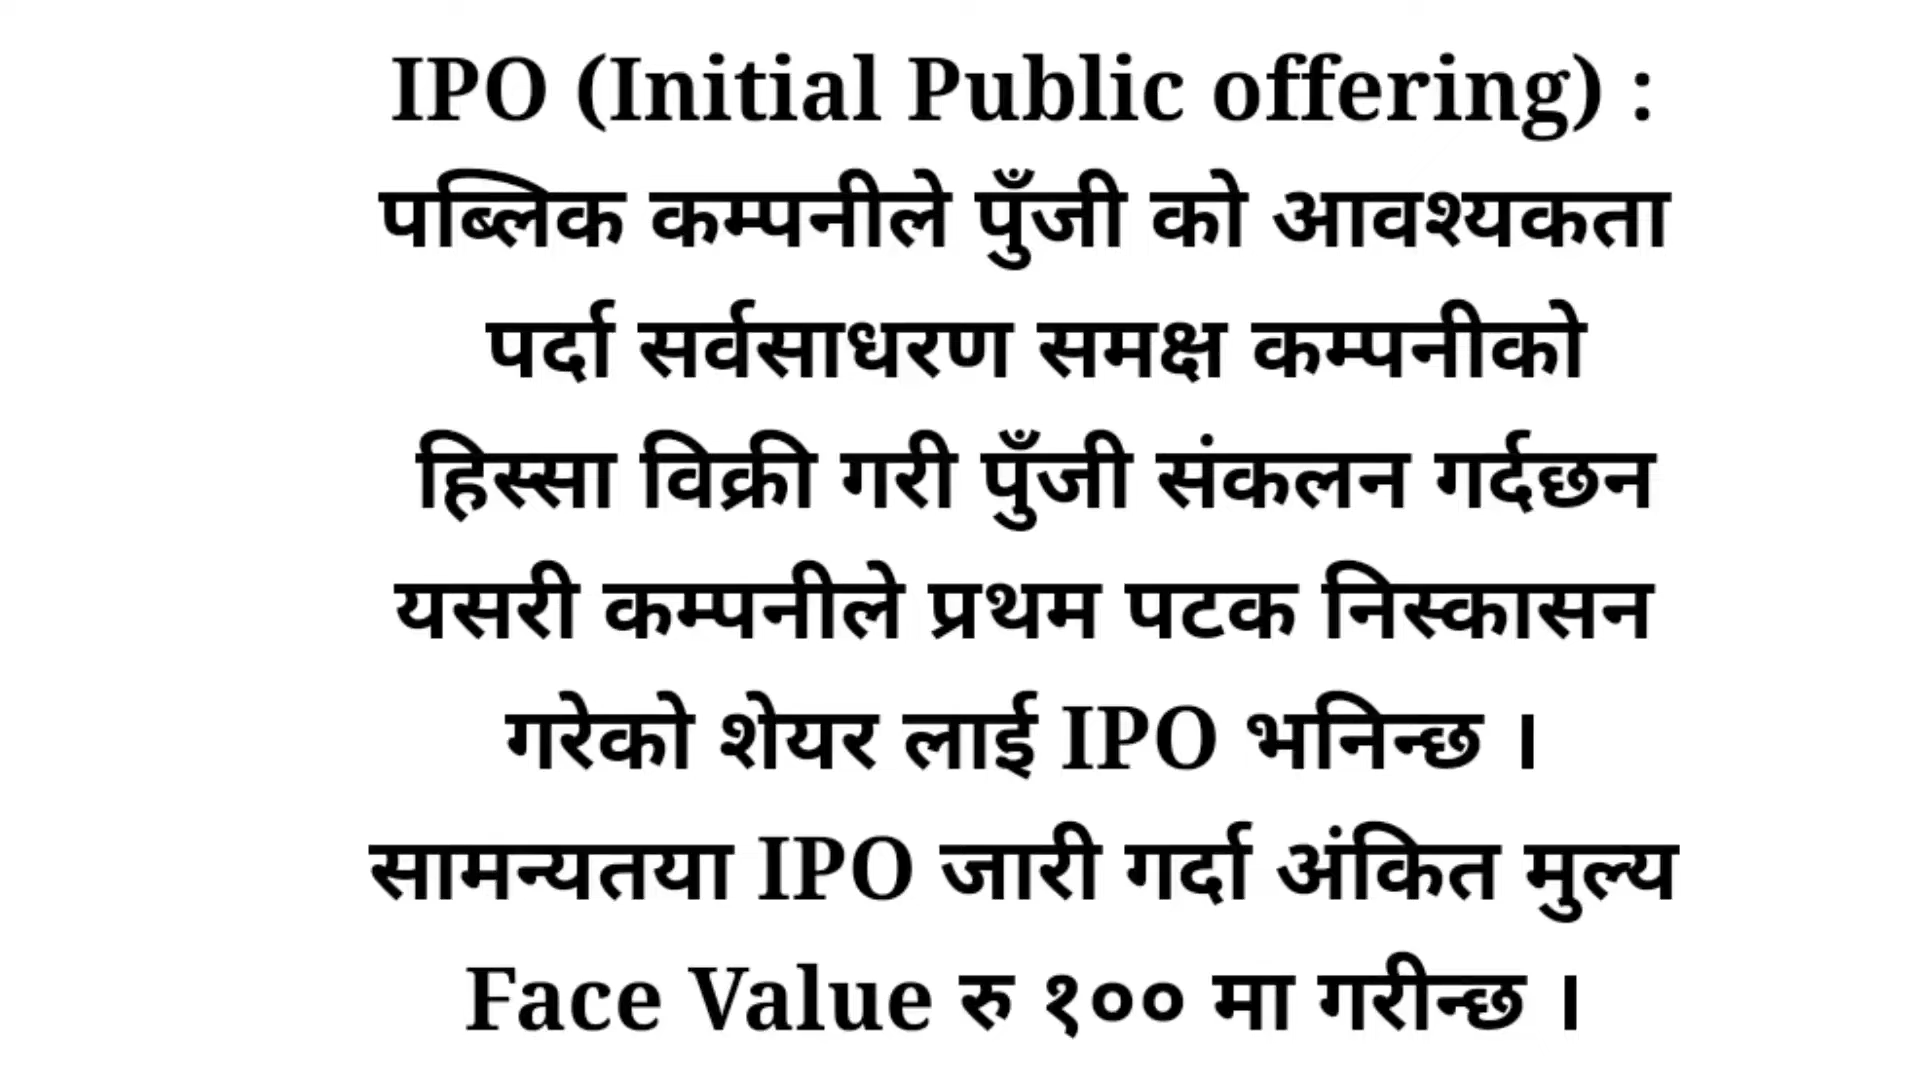 IPO (Initial Public offering) :
पब्लिक कम्पनीले पुँजी को आवश्यकता
पर्दा सर्वसाधरण समक्ष कम्पनीको
हिस्सा विक्री गरी पुँजी संकलन गर्दछन
यसरी कम्पनीले प्रथम पटक निस्कासन
गरेको शेयर लाई IPO भनिन्छ ।
सामन्यतया IPO जारी गर्दा अंकित मुल्य
Face Value रु १०० मा गरीन्छ ।